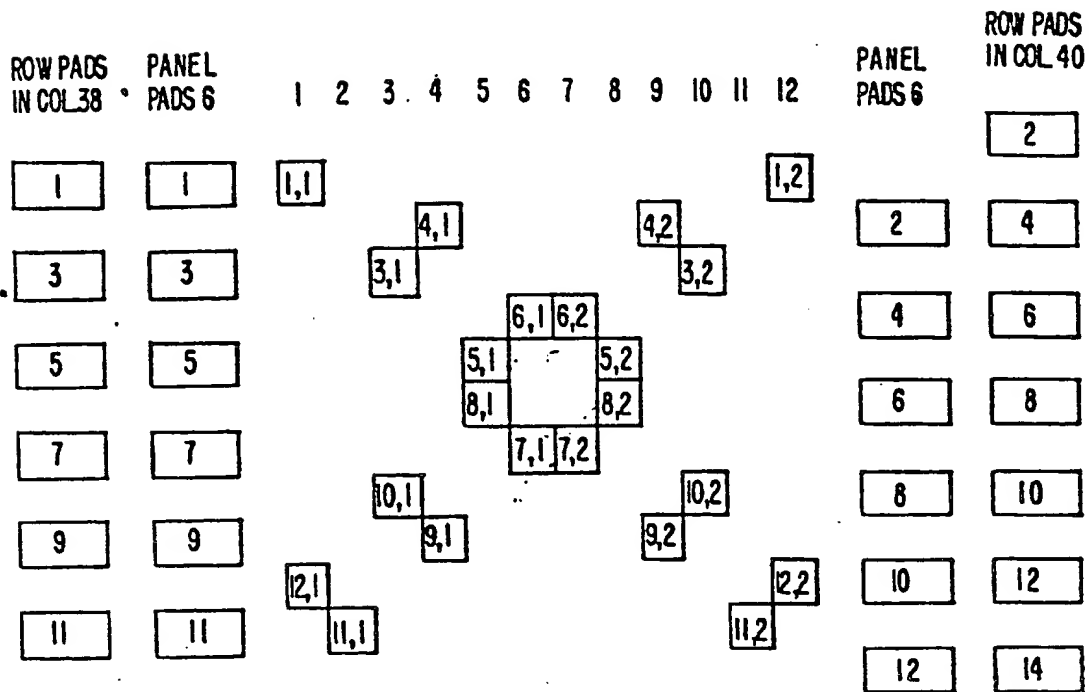 ROW PADS
IN COL 38
PANEL
PADS 6
1 2 3 4 5 6 7 8 9 10 11 12
PANEL
PADS 6
ROW PADS
IN COL 40
2
1 1 1,1 1,2
4,1 4,2 2 4
3 3 3,1 3,2
6,1 6,2 4 6
5 5 5,1 5,2
8,1 8,2 6 8
7 7 7,1 7,2
10,1 10,2 8 10
9 9 9,1 9,2
12,1 12,2 10 12
11 11 11,1 11,2
12 14